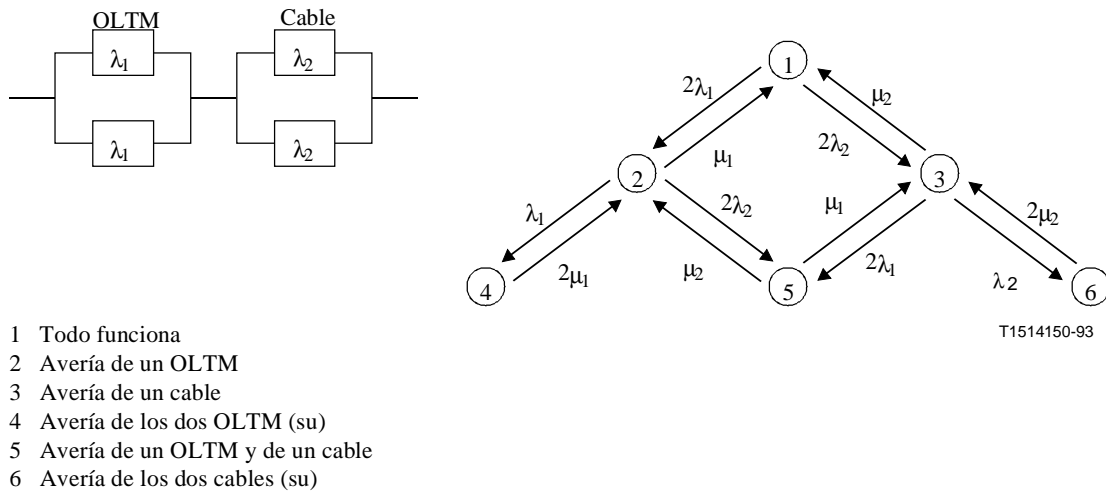 OLTM Cable
λ1 λ2
λ1 λ2
1
2λ1 μ2
μ1 2λ2
2 3
λ1 2λ2 μ1 2μ2
2μ1 μ2 2λ1 λ2
4 5 6
T1514150-93
1 Todo funciona
2 Avería de un OLTM
3 Avería de un cable
4 Avería de los dos OLTM (su)
5 Avería de un OLTM y de un cable
6 Avería de los dos cables (su)